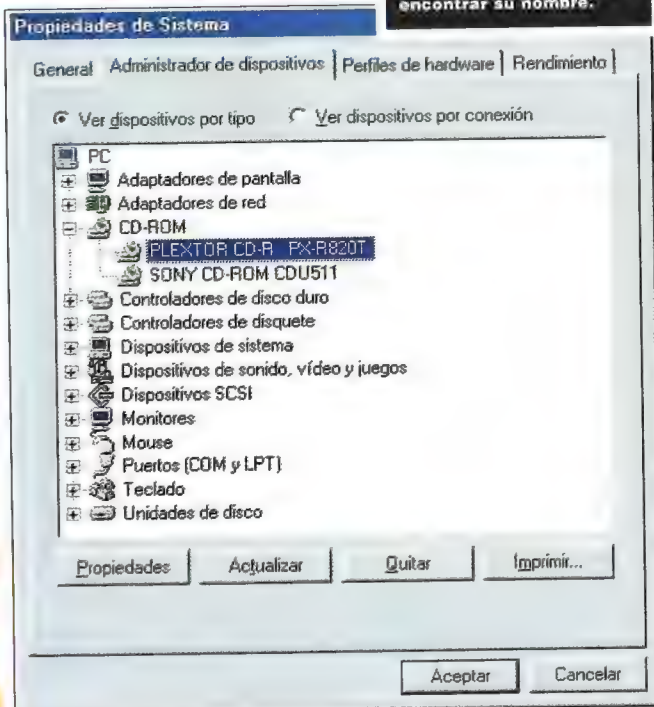 encontrar su nombre.
Propiedades de Sistema
General Administrador de dispositivos Perfiles de hardware Rendimiento
Ver dispositivos por tipo Ver dispositivos por conexión
PC
Adaptadores de pantalla
Adaptadores de red
CD-ROM
PLEXTOR CD-R PX-R820T
SONY CD-ROM CDU511
Controladores de disco duro
Controladores de disquete
Dispositivos de sistema
Dispositivos de sonido, vídeo y juegos
Dispositivos SCSI
Monitores
Mouse
Puertos (COM y LPT)
Teclado
Unidades de disco
Propiedades Actualizar Quitar Imprimir...
Aceptar Cancelar